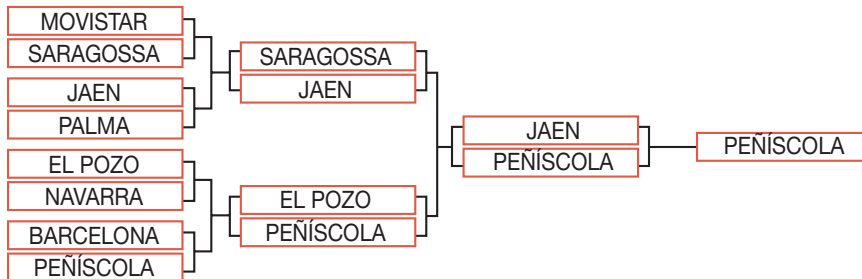 MOVISTAR
SARAGOSSA
JAEN
PALMA
EL POZO
NAVARRA
BARCELONA
PEÑÍSCOLA
SARAGOSSA
JAEN
EL POZO
PEÑÍSCOLA
JAEN
PEÑÍSCOLA
PEÑÍSCOLA